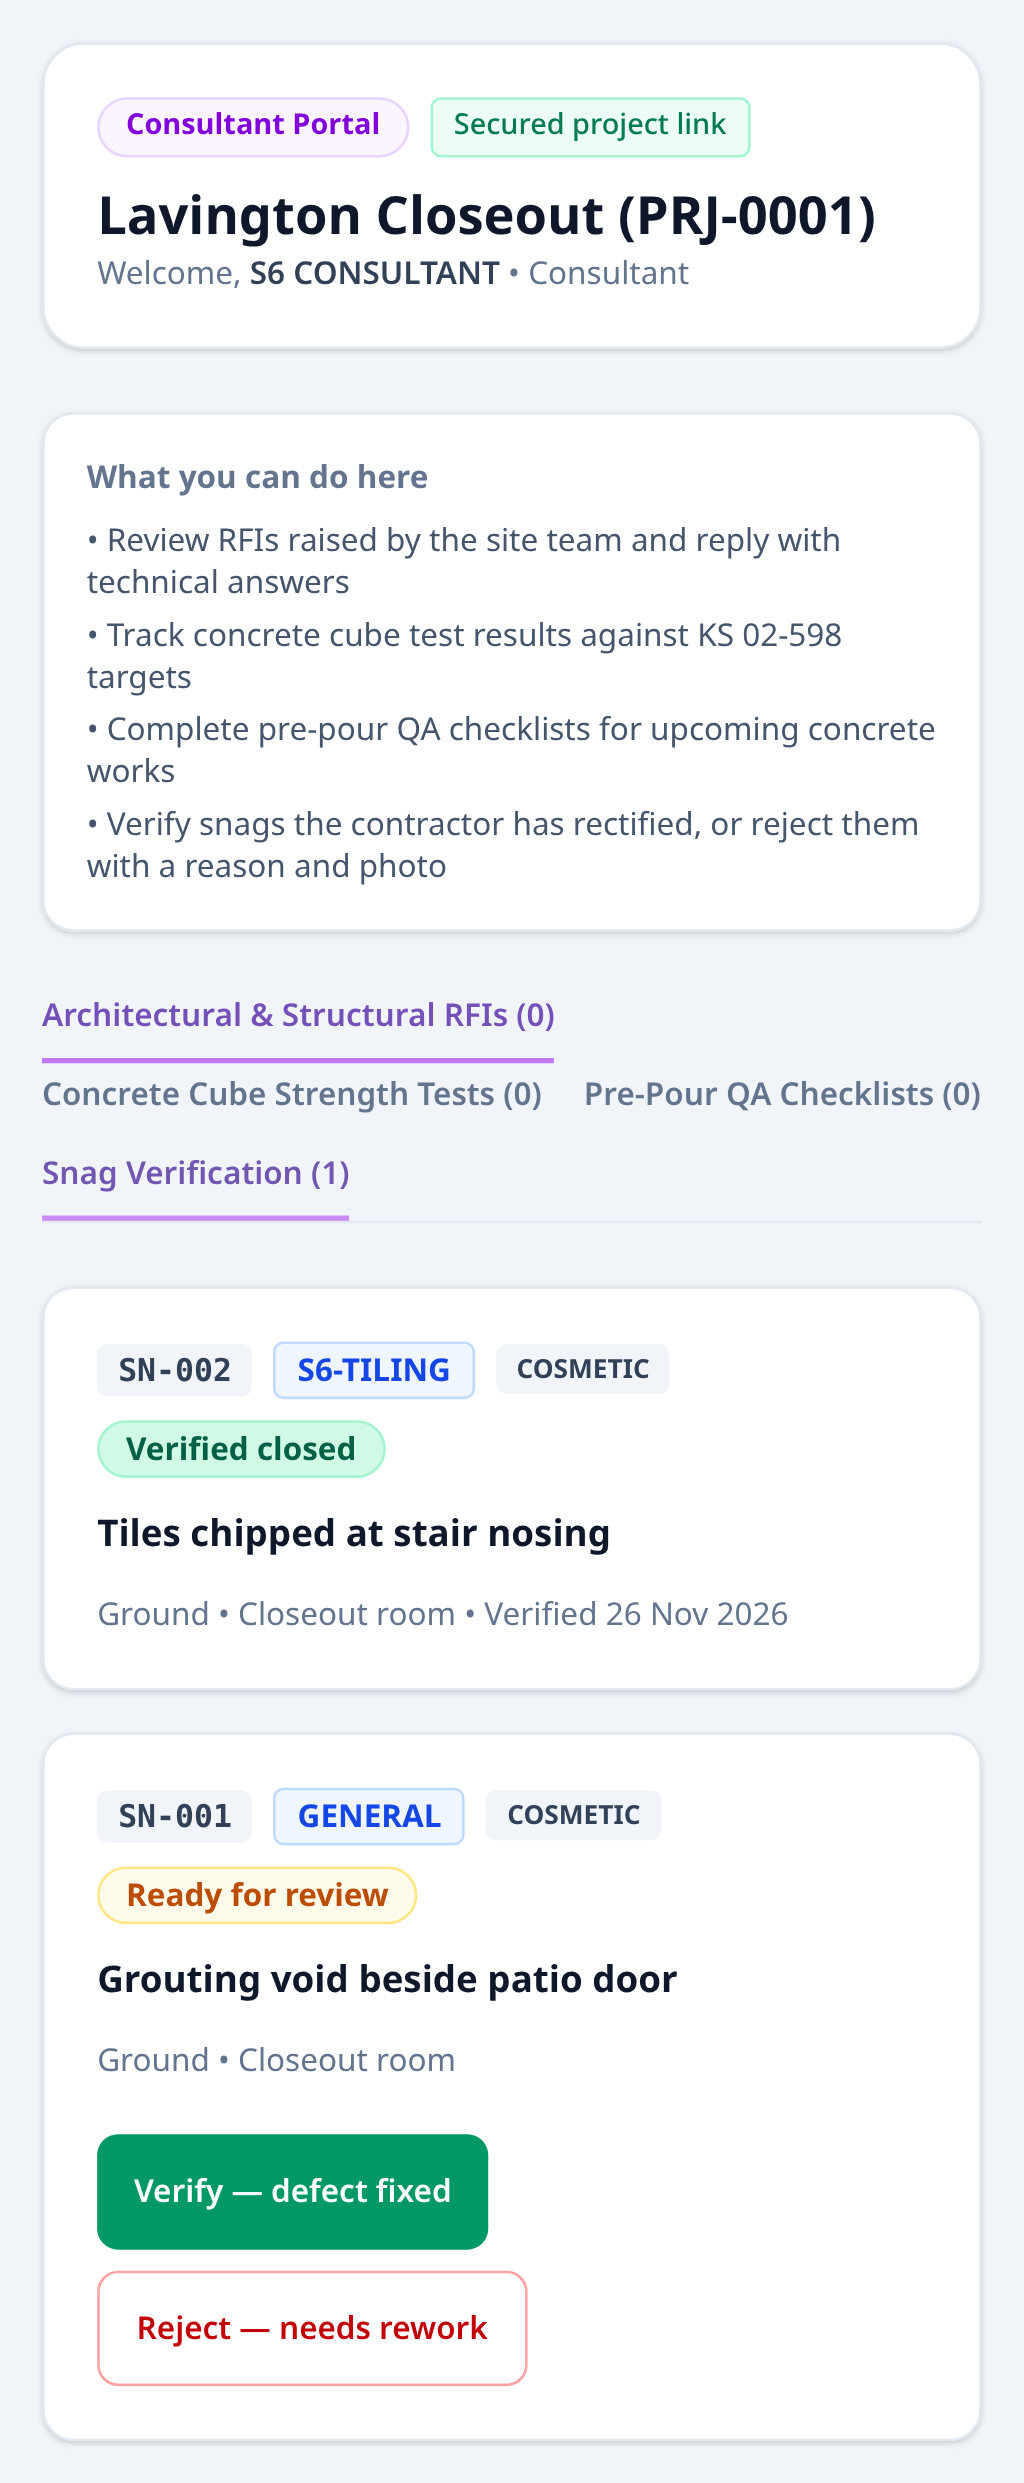 Consultant Portal
Secured project link
Lavington Closeout (PRJ-0001)
Welcome, S6 CONSULTANT • Consultant
What you can do here
• Review RFIs raised by the site team and reply with
technical answers
• Track concrete cube test results against KS 02-598
targets
• Complete pre-pour QA checklists for upcoming concrete
works
• Verify snags the contractor has rectified, or reject them
with a reason and photo
Architectural & Structural RFIs (0)
Concrete Cube Strength Tests (0)
Pre-Pour QA Checklists (0)
Snag Verification (1)
SN-002
S6-TILING
COSMETIC
Verified closed
Tiles chipped at stair nosing
Ground • Closeout room • Verified 26 Nov 2026
SN-001
GENERAL
COSMETIC
Ready for review
Grouting void beside patio door
Ground • Closeout room
Verify — defect fixed
Reject — needs rework